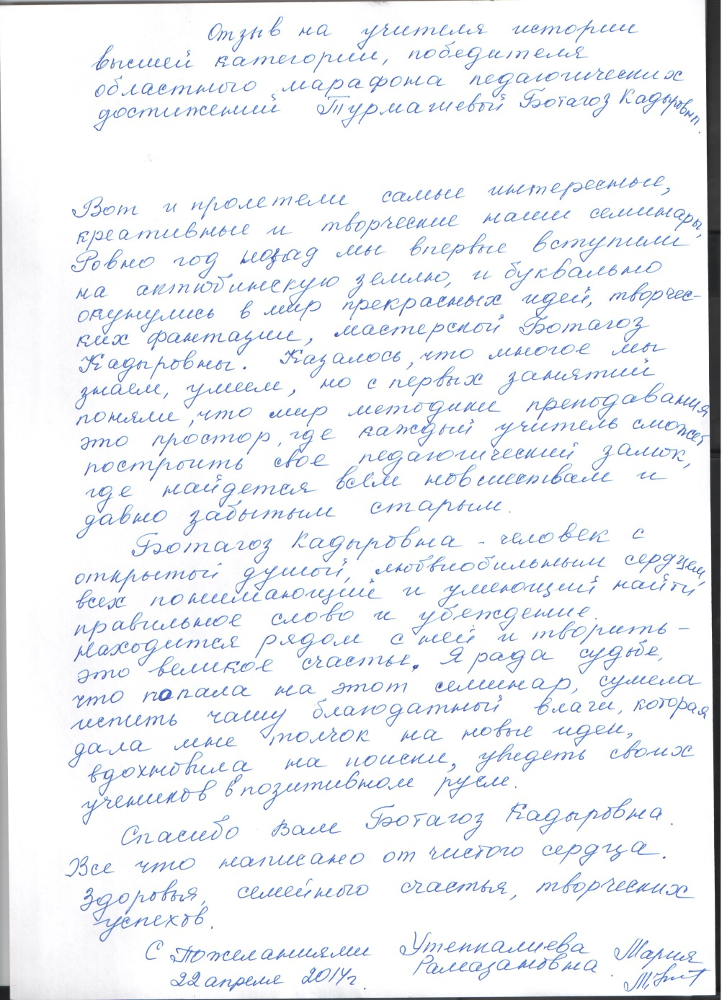 Отзыв на учителя истории
высшей категории, победителя
областного марафона педагогических
достижений Турмашевой Ботагоз Кадыровны.
Вот и пролетели самые интересные,
креативные и творческие наши семинары,
Ровно год назад мы впервые вступили
на актюбинскую землю, и буквально
окунулись в мир прекрасных идей, творчес-
ких фантазии, мастерской Ботагоз
Кадыровны. Казалось, что многое мы
знаем, умеем, но с первых занятий
поняли, что мир методики преподавания
это простор, где каждый учитель сможет
построить свое педагогический замок,
где найдется всем новшествам и
давно забытым старым.
Ботагоз Кадыровна - человек с
открытой душой, любвиобильным сердцем,
всех понимающий и умеющий найти
правильное слово и убеждение.
Находится рядом с ней и творить -
это великое счастье. Я рада судьбе,
что попала на этот семинар, сумела
испить чашу благодатной влаги, которая
дала мне толчок на новые идеи,
вдохновила на поиски, увидеть своих
учеников в позитивном русле.
Спасибо Вам Ботагоз Кадыровна.
Все что написано от чистого сердца.
Здоровья, семейного счастья, творческих
успехов.
С Пожеланиями Утепкалиева Мария
Рамазановна.
22 апреля 2014г.